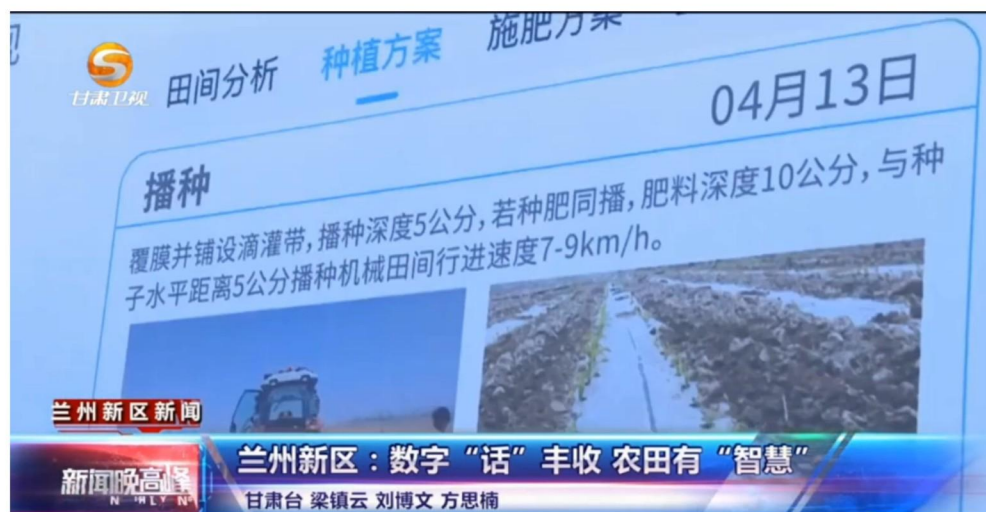 甘肃卫视
田间分析
种植方案
施肥方案
04月13日
播种
覆膜并铺设滴灌带,播种深度5公分,若种肥同播,肥料深度10公分,与种
子水平距离5公分播种机械田间行进速度7-9km/h。
兰州新区新闻
兰州新区：数字“话”丰收 农田有“智慧”
新闻晚高峰
甘肃台 梁镇云 刘博文 方思楠